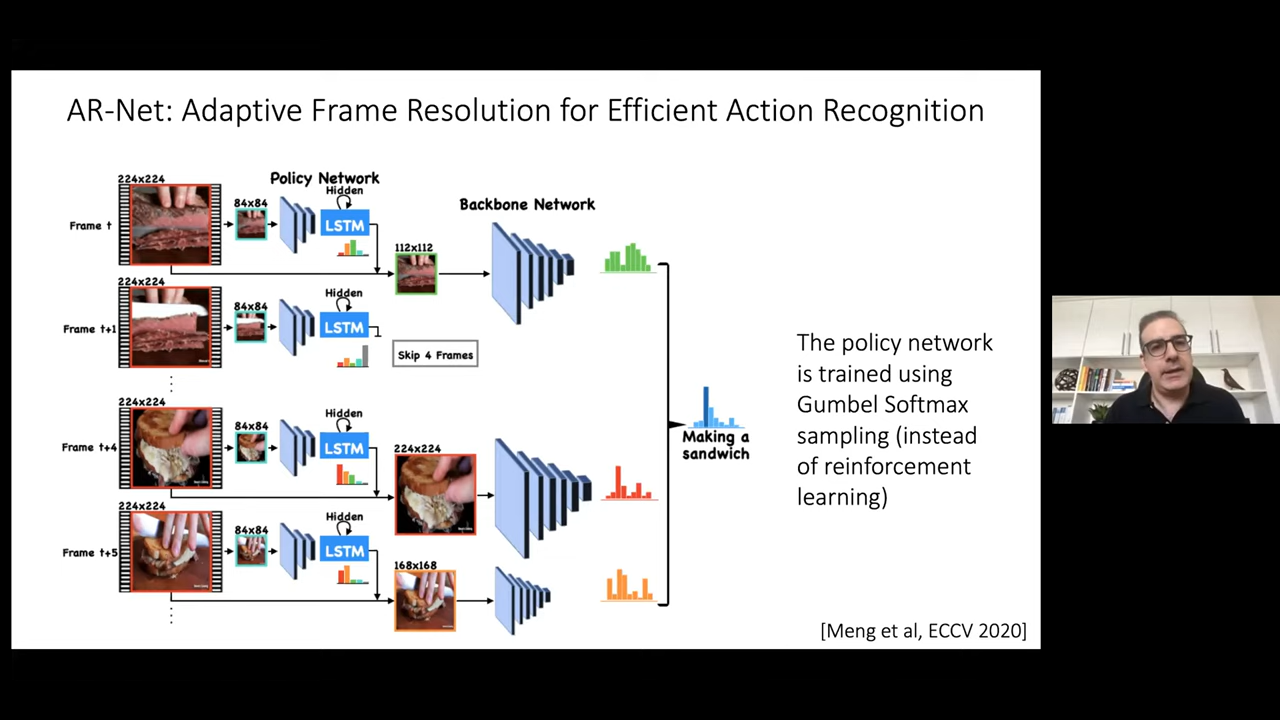 AR-Net: Adaptive Frame Resolution for Efficient Action Recognition
224x224
Policy Network
Hidden
84x84
Backbone Network
Frame t
LSTM
112x112
224x224
Hidden
84x84
Frame t+1
LSTM
Skip 4 Frames
224x224
Hidden
84x84
Frame t+4
LSTM
224x224
224x224
Hidden
84x84
Frame t+5
LSTM
168x168
Making a
sandwich
The policy network
is trained using
Gumbel Softmax
sampling (instead
of reinforcement
learning)
[Meng et al, ECCV 2020]